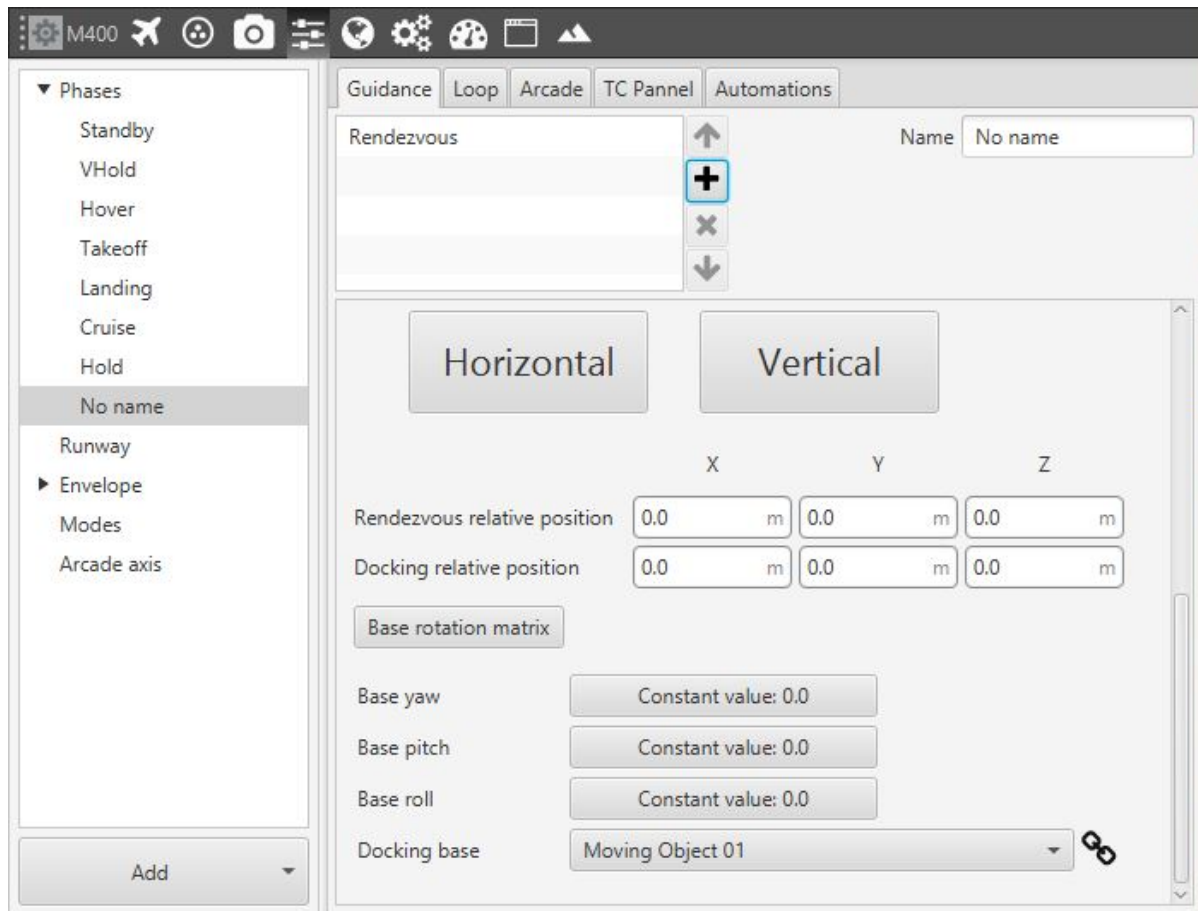 M400
Phases
Standby
VHold
Hover
Takeoff
Landing
Cruise
Hold
No name
Runway
Envelope
Modes
Arcade axis
Add
Guidance Loop Arcade TC Pannel Automations
Rendezvous
Name No name
Horizontal Vertical
X Y Z
Rendezvous relative position 0.0 m 0.0 m 0.0 m
Docking relative position 0.0 m 0.0 m 0.0 m
Base rotation matrix
Base yaw Constant value: 0.0
Base pitch Constant value: 0.0
Base roll Constant value: 0.0
Docking base Moving Object 01